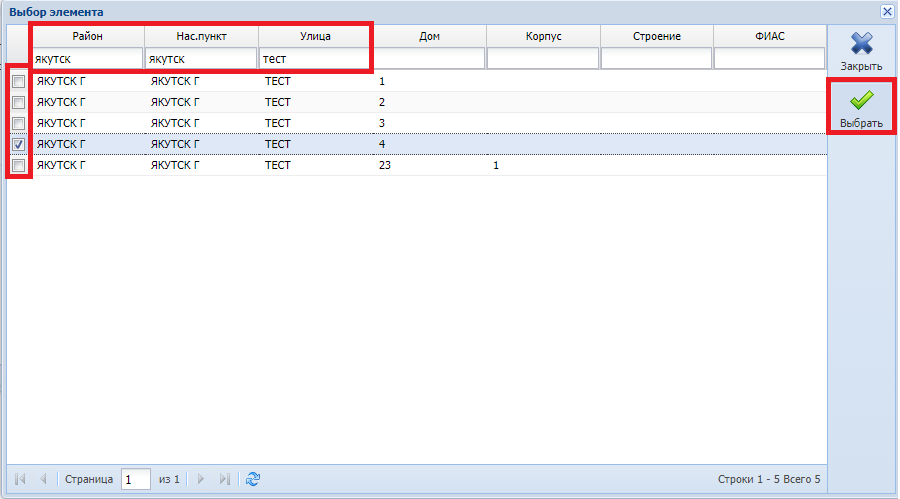 Выбор элемента
Район Нас.пункт Улица Дом Корпус Строение ФИАС
якутск якутск тест
Закрыть
ЯКУТСК Г ЯКУТСК Г ТЕСТ 1
ЯКУТСК Г ЯКУТСК Г ТЕСТ 2
Выбрать
ЯКУТСК Г ЯКУТСК Г ТЕСТ 3
ЯКУТСК Г ЯКУТСК Г ТЕСТ 4
ЯКУТСК Г ЯКУТСК Г ТЕСТ 23 1
Страница 1 из 1 Строки 1 - 5 Всего 5